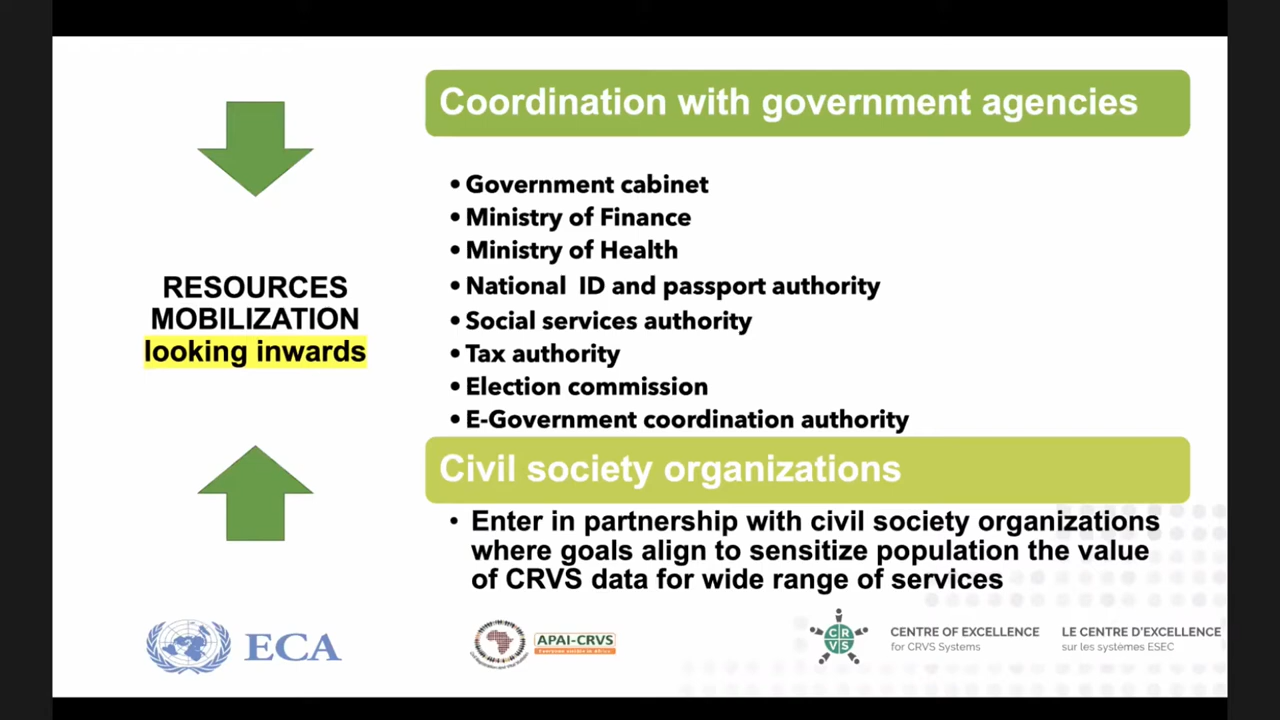 Coordination with government agencies
• Government cabinet
• Ministry of Finance
• Ministry of Health
• National ID and passport authority
• Social services authority
• Tax authority
• Election commission
• E-Government coordination authority
RESOURCES
MOBILIZATION
looking inwards
Civil society organizations
• Enter in partnership with civil society organizations
where goals align to sensitize population the value
of CRVS data for wide range of services
ECA
APAI-CRVS
CRVS
CENTRE OF EXCELLENCE
for CRVS Systems
LE CENTRE D'EXCELLENCE
sur les systèmes ESEC